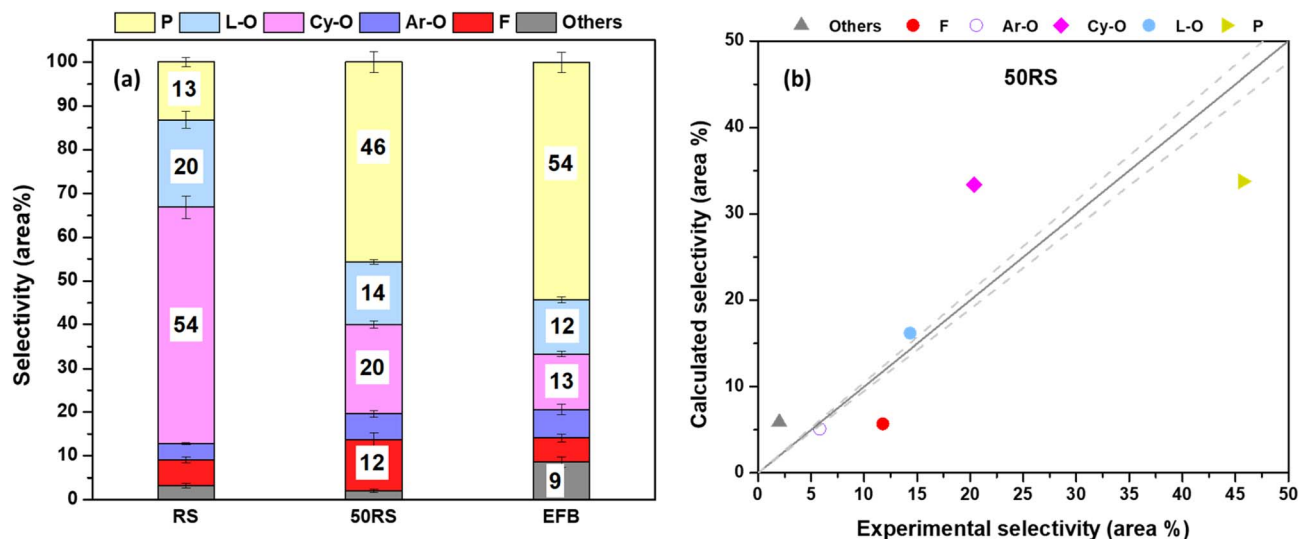 P L-O Cy-O Ar-O F Others
(a)
Selectivity (area%)
100
90
80
70
60
50
40
30
20
10
0
13
20
54
46
14
20
12
54
12
13
9
RS 50RS EFB
Others F Ar-O Cy-O L-O P
(b)
50RS
Calculated selectivity (area %)
50
40
30
20
10
0
0 5 10 15 20 25 30 35 40 45 50
Experimental selectivity (area %)